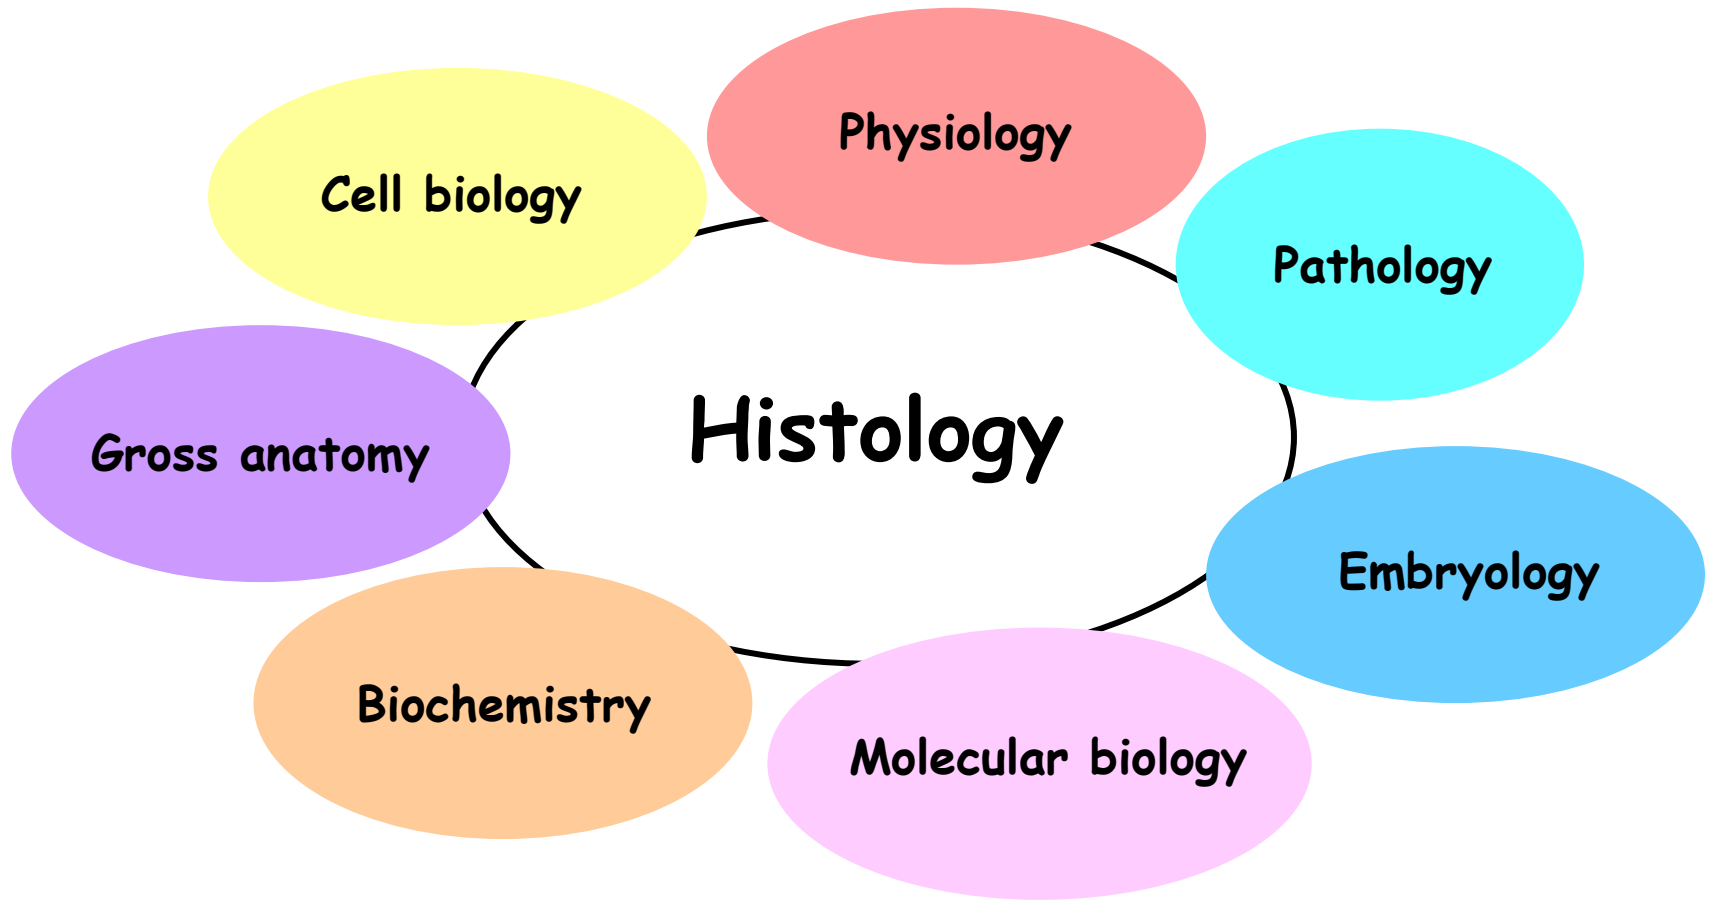 Physiology
Cell biology
Pathology
Histology
Gross anatomy
Embryology
Biochemistry
Molecular biology